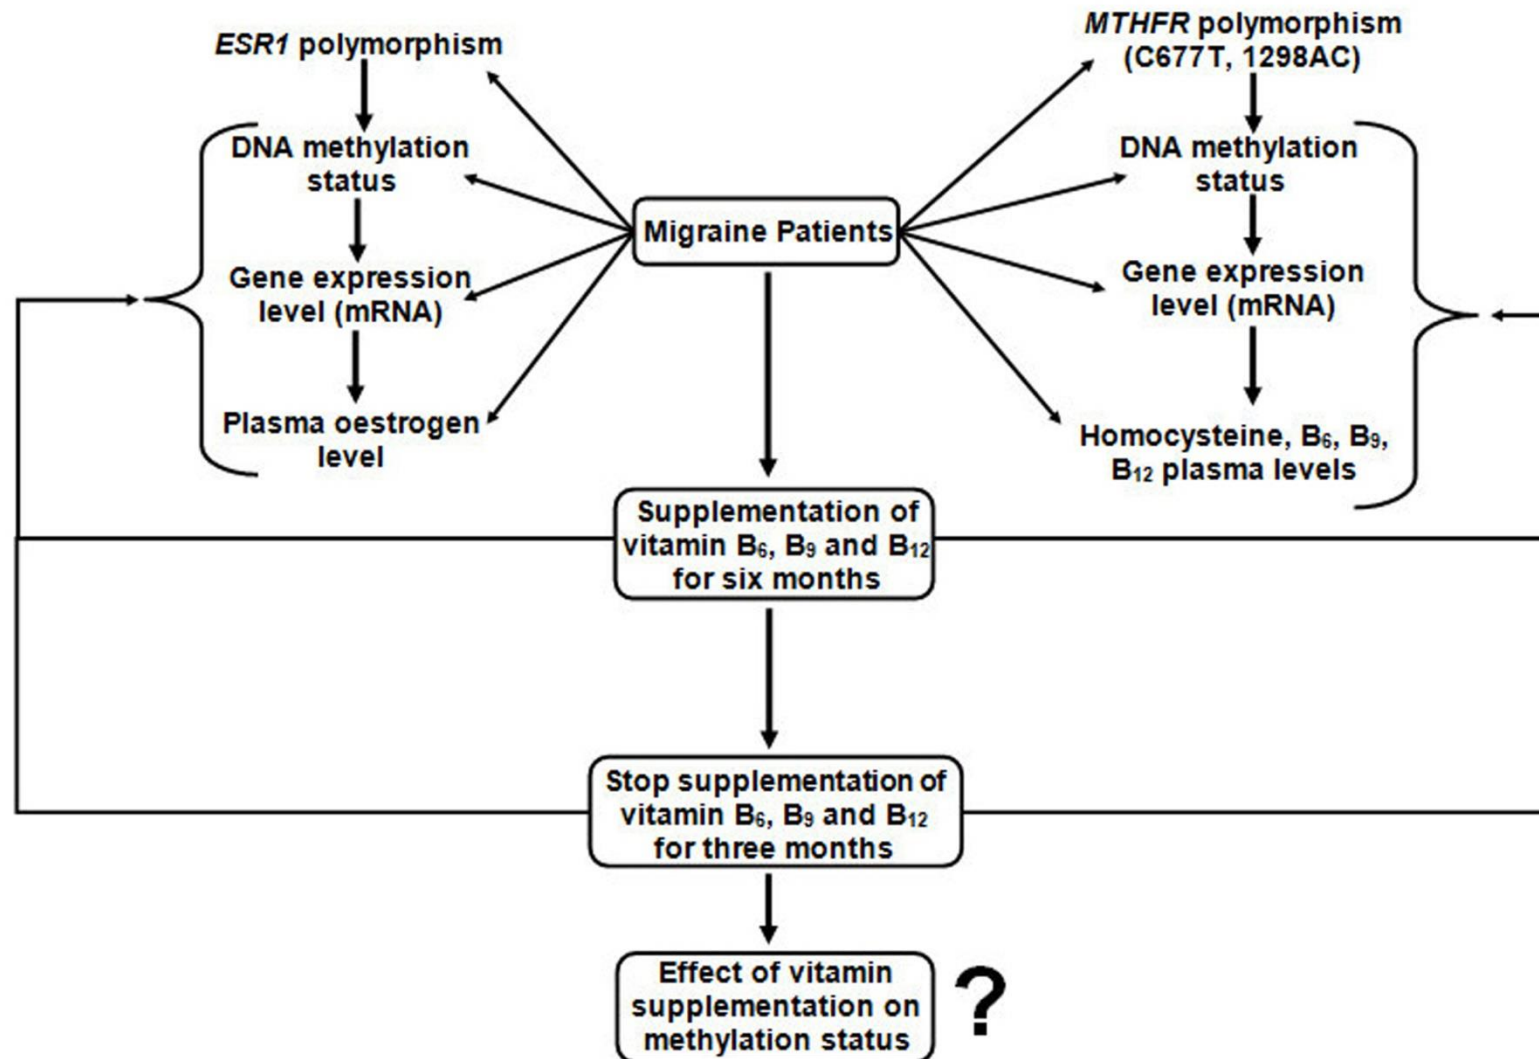 ESR1 polymorphism
DNA methylation
status
Gene expression
level (mRNA)
Plasma oestrogen
level
Migraine Patients
MTHFR polymorphism
(C677T, 1298AC)
DNA methylation
status
Gene expression
level (mRNA)
Homocysteine, B₆, B₉,
B₁₂ plasma levels
Supplementation of
vitamin B₆, B₉ and B₁₂
for six months
Stop supplementation of
vitamin B₆, B₉ and B₁₂
for three months
Effect of vitamin
supplementation on
methylation status
?